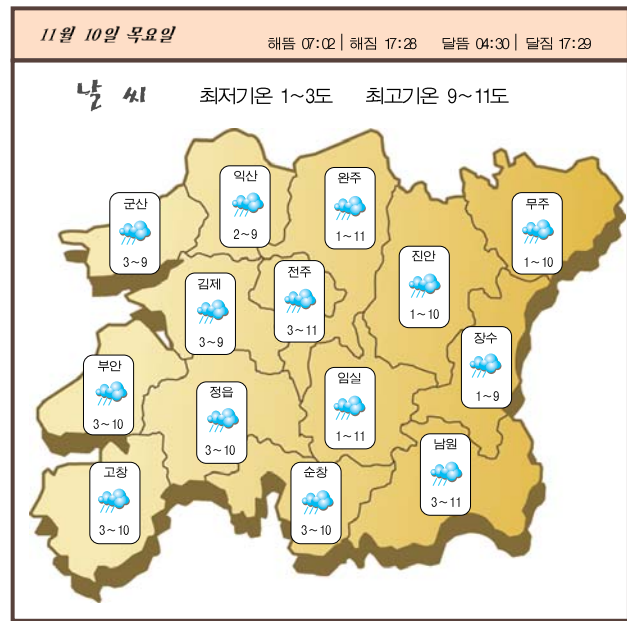 11월 10일 목요일
해뜸 07:02 | 해짐 17:28 달뜸 04:30 | 달짐 17:29
날 씨
최저기온 1~3도 최고기온 9~11도
군산
3~9
익산
2~9
완주
1~11
무주
1~10
김제
3~9
전주
3~11
진안
1~10
장수
1~9
부안
3~10
정읍
3~10
임실
1~11
남원
3~11
고창
3~10
순창
3~10